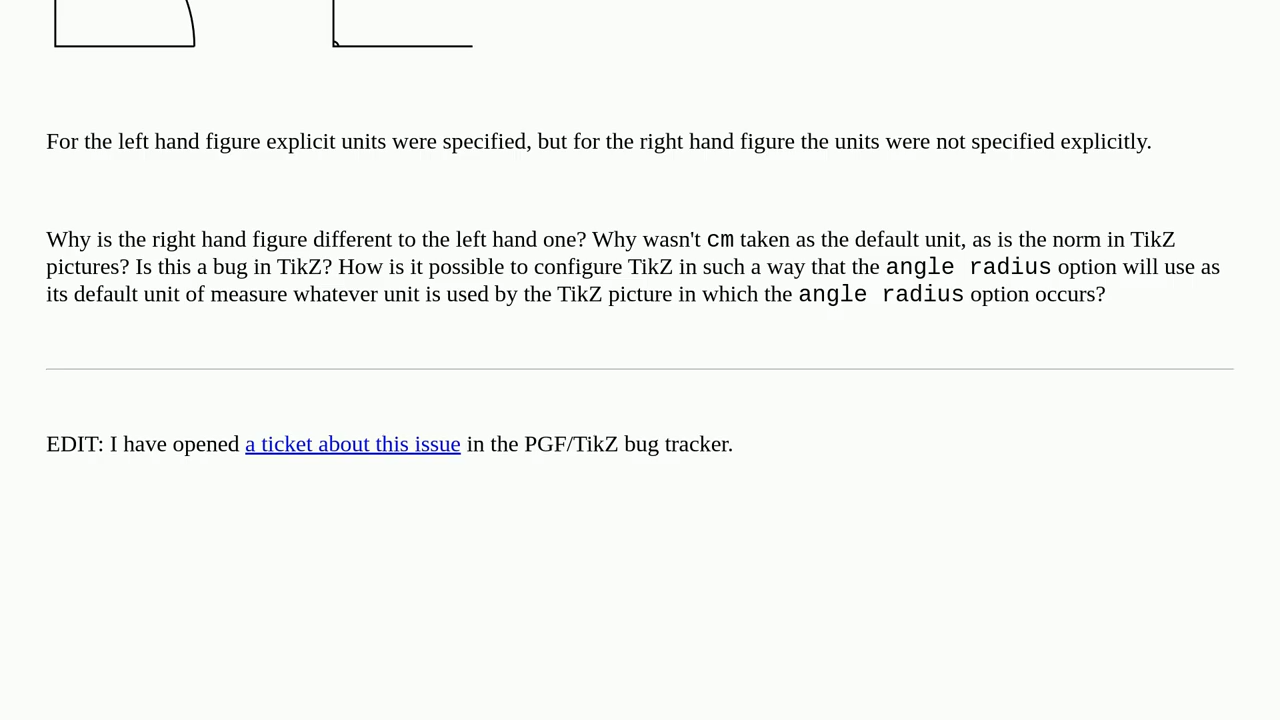 For the left hand figure explicit units were specified, but for the right hand figure the units were not specified explicitly.
Why is the right hand figure different to the left hand one? Why wasn't cm taken as the default unit, as is the norm in TikZ
pictures? Is this a bug in TikZ? How is it possible to configure TikZ in such a way that the angle radius option will use as
its default unit of measure whatever unit is used by the TikZ picture in which the angle radius option occurs?
EDIT: I have opened a ticket about this issue in the PGF/TikZ bug tracker.